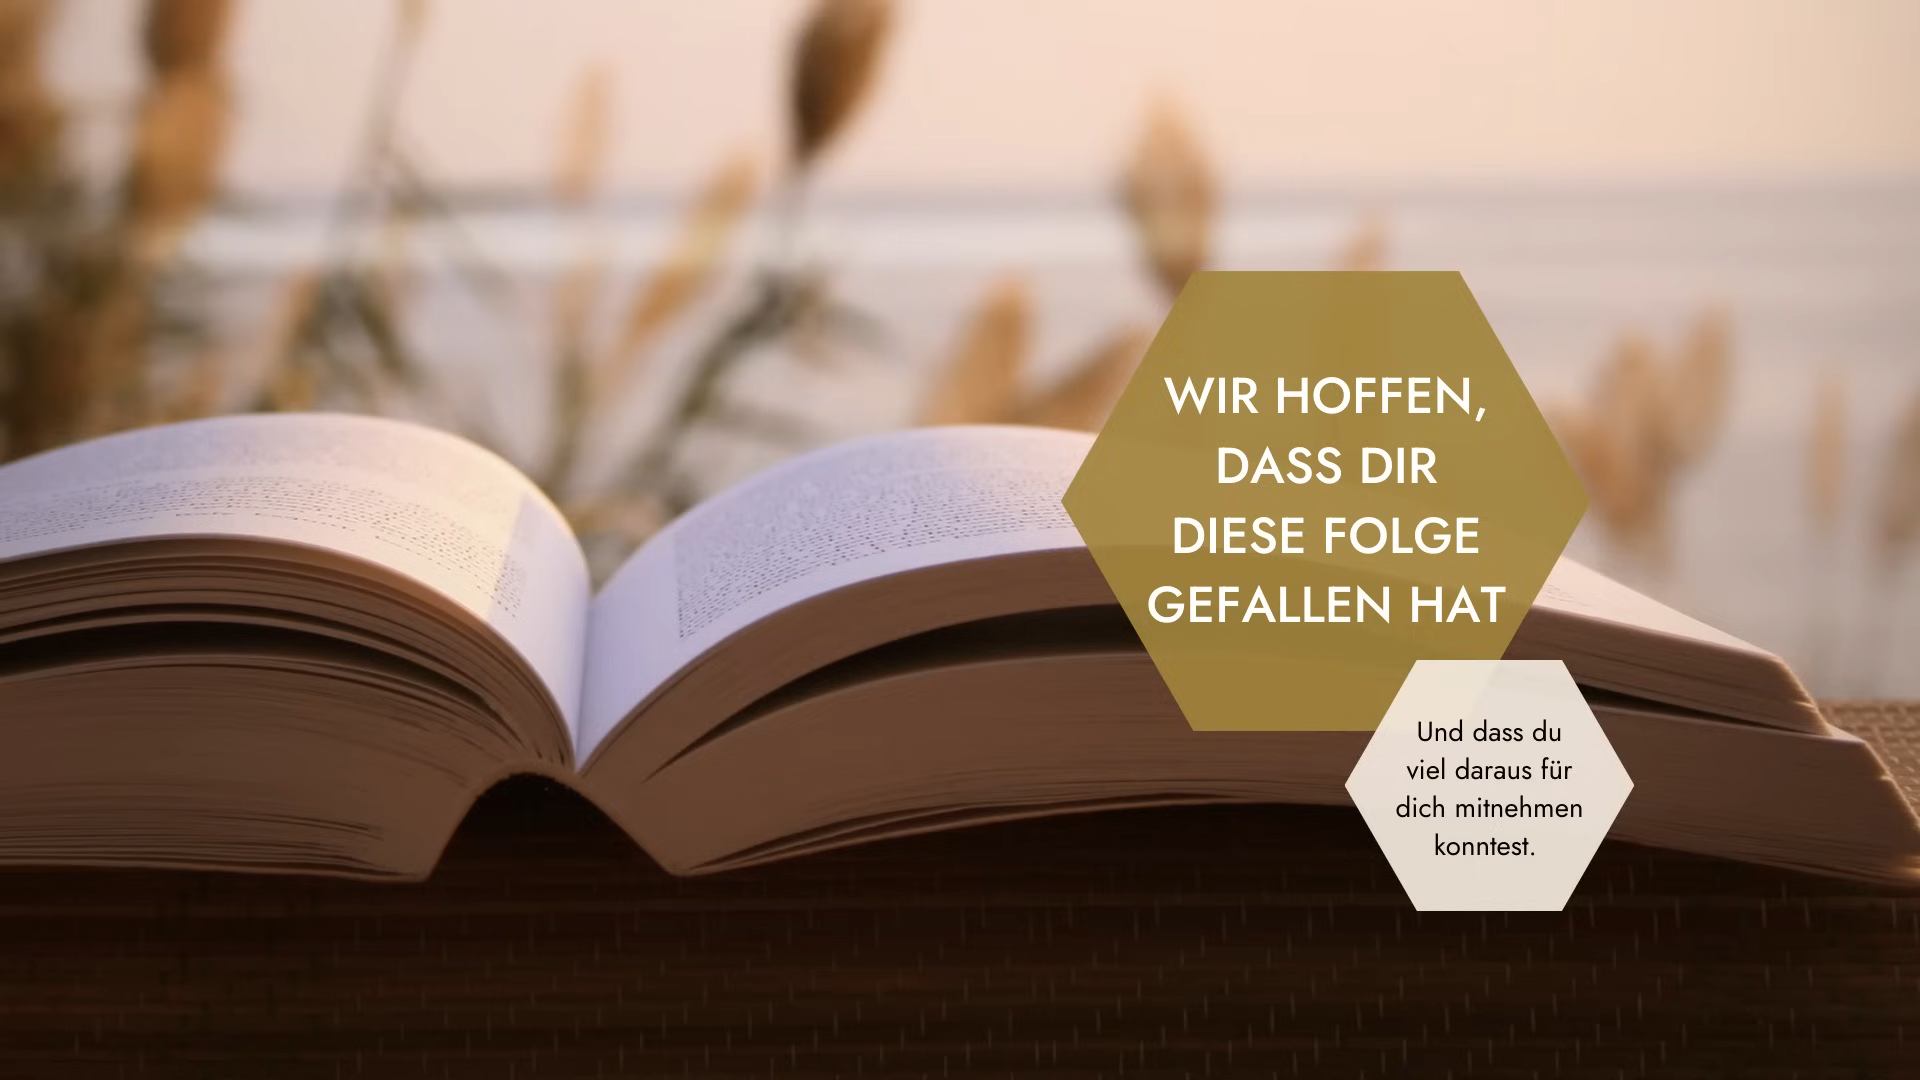 WIR HOFFEN,
DASS DIR
DIESE FOLGE
GEFALLEN HAT
Und dass du
viel daraus für
dich mitnehmen
konntest.